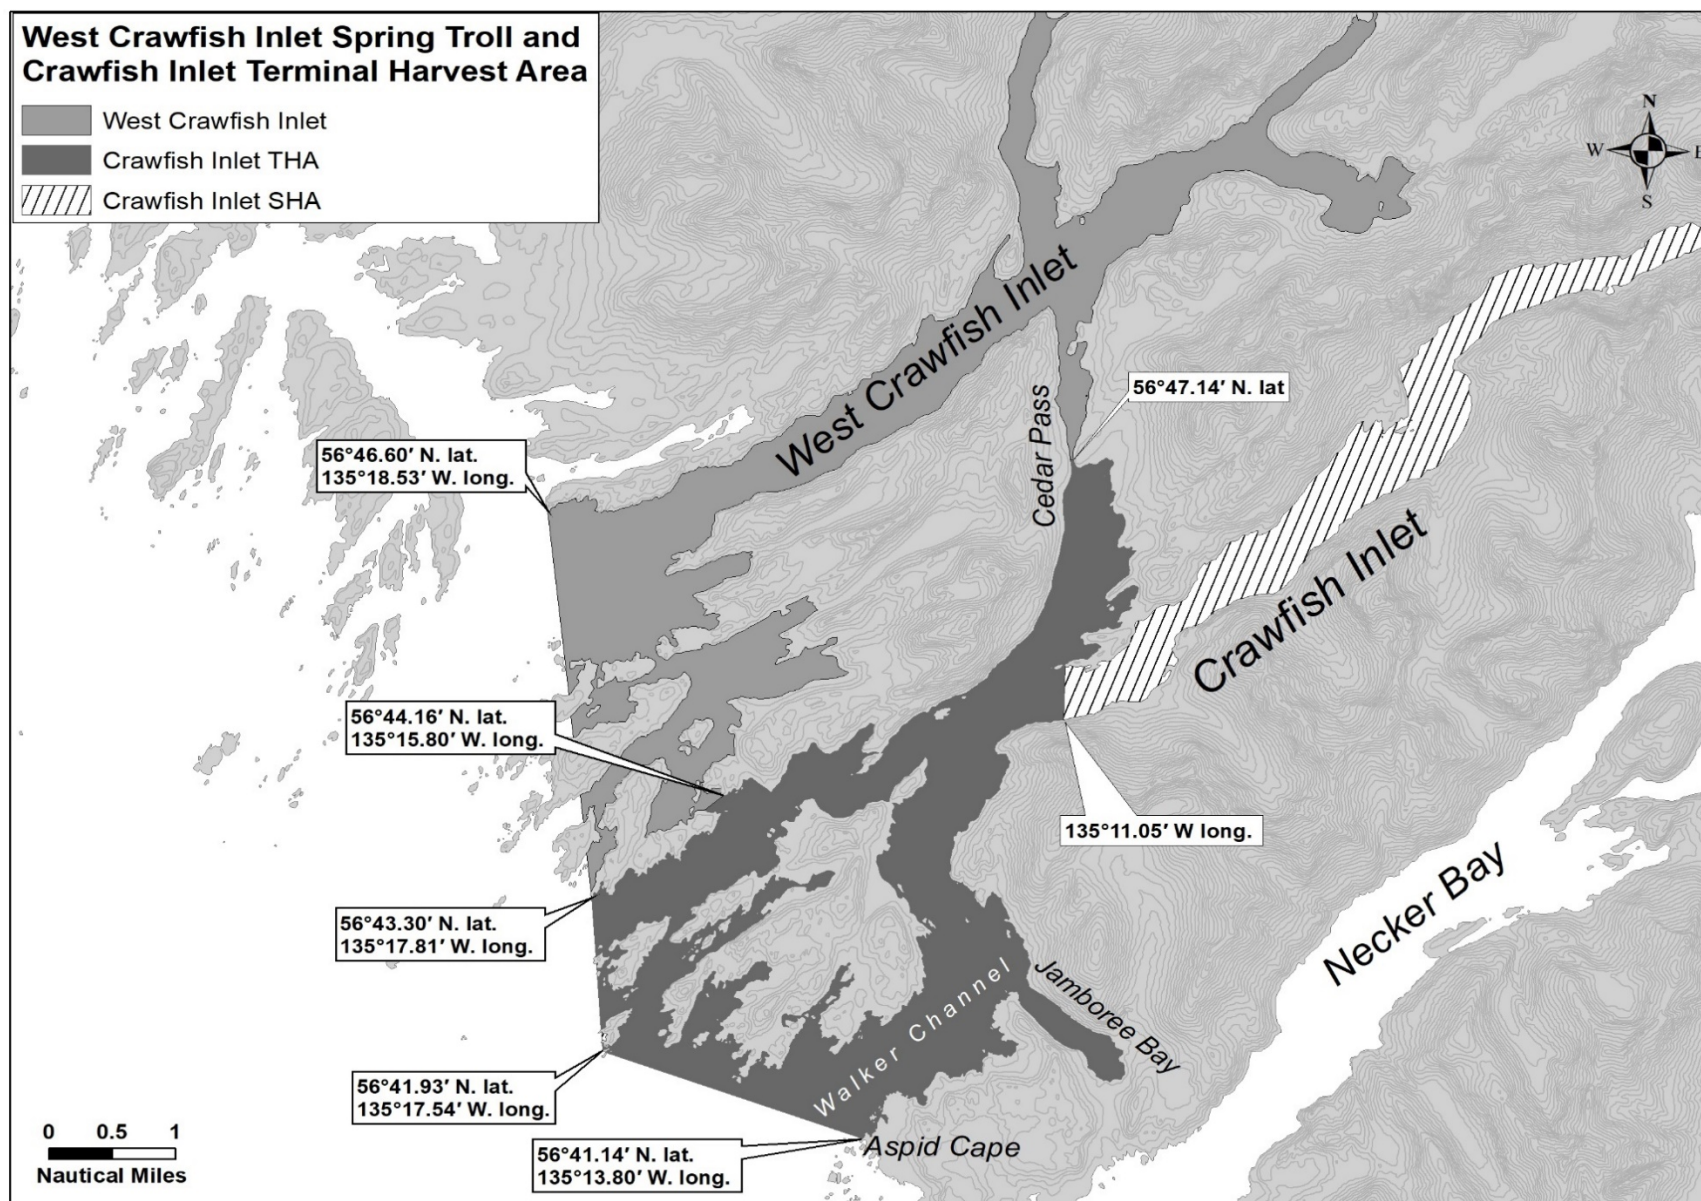 West Crawfish Inlet Spring Troll and
Crawfish Inlet Terminal Harvest Area
West Crawfish Inlet
Crawfish Inlet THA
Crawfish Inlet SHA
N
W
E
S
West Crawfish Inlet
56°47.14′ N. lat
Cedar Pass
56°46.60′ N. lat.
135°18.53′ W. long.
Crawfish Inlet
56°44.16′ N. lat.
135°15.80′ W. long.
135°11.05′ W long.
Necker Bay
56°43.30′ N. lat.
135°17.81′ W. long.
Jamboree Bay
Walker Channel
56°41.93′ N. lat.
135°17.54′ W. long.
56°41.14′ N. lat.
135°13.80′ W. long.
Aspid Cape
0 0.5 1
Nautical Miles